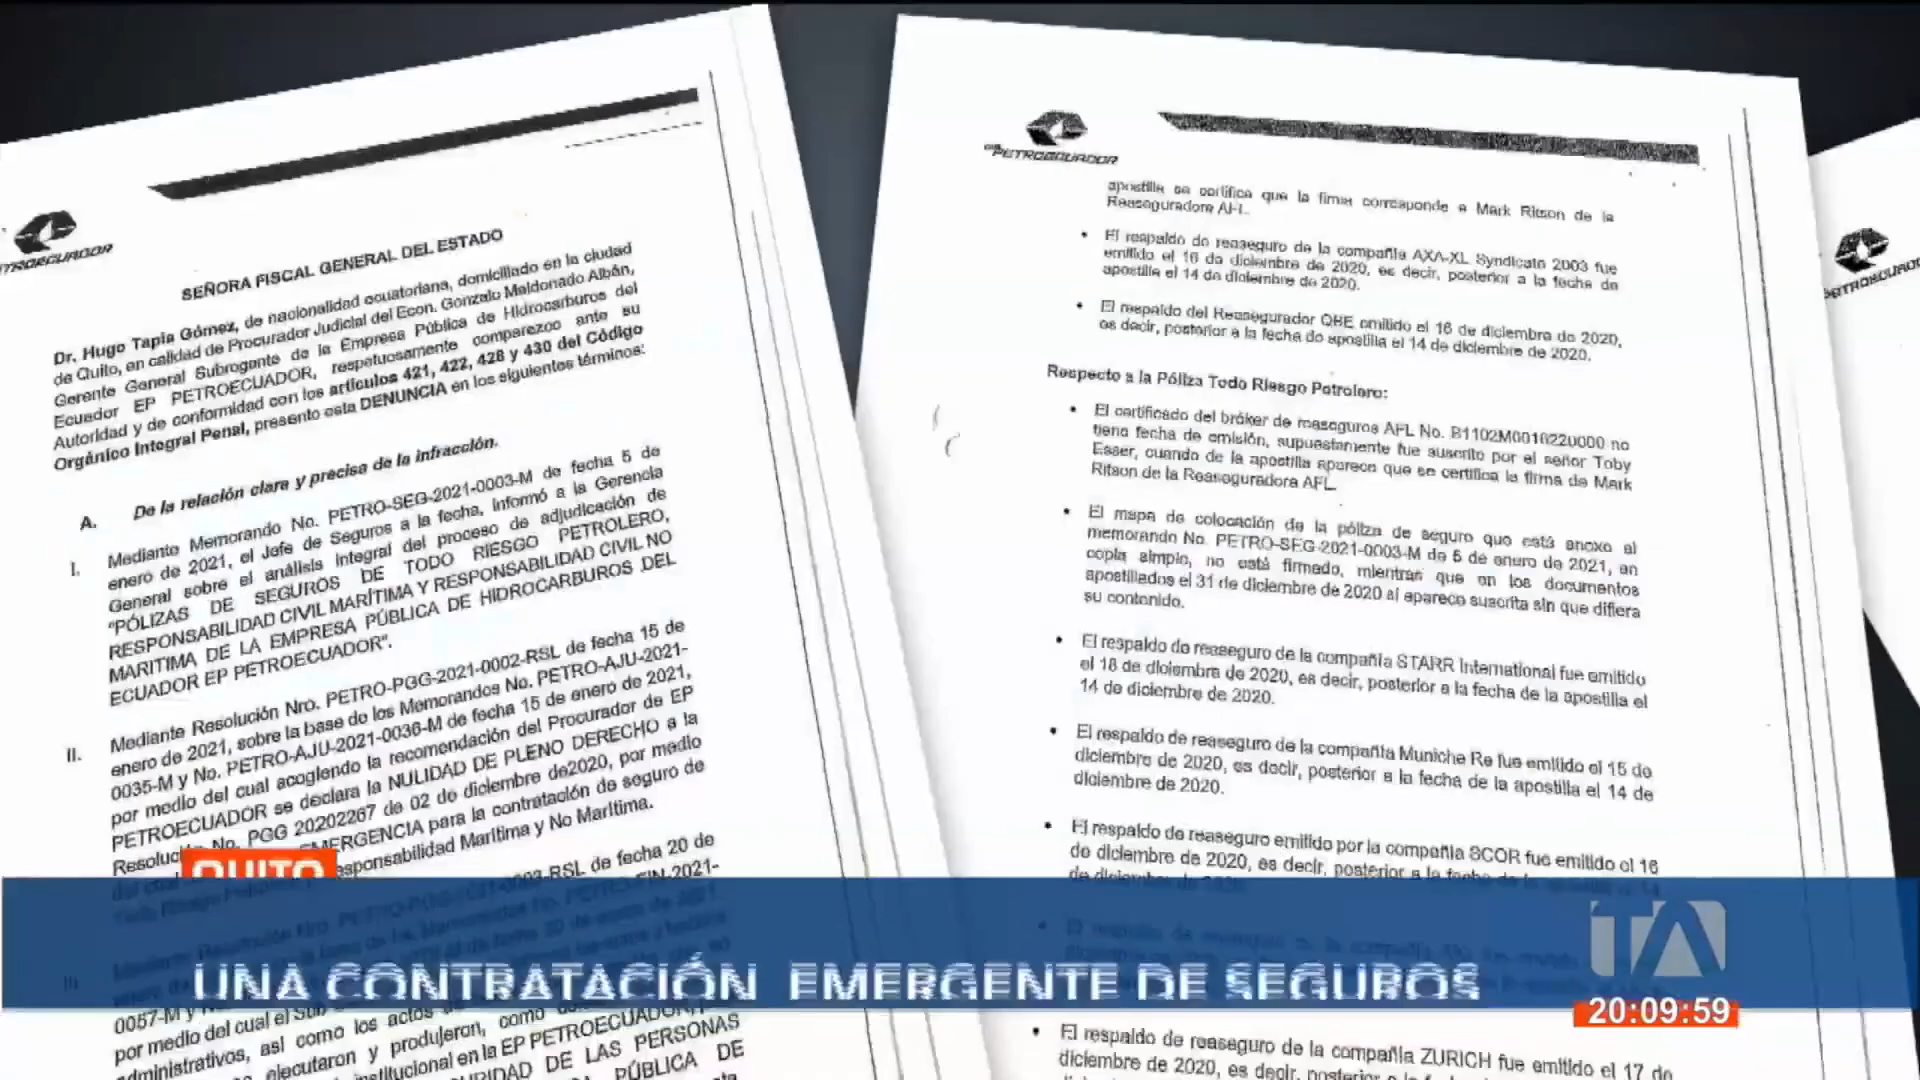 TROECUADOR
SEÑORA FISCAL GENERAL DEL ESTADO
Dr. Hugo Tapia Gómez, de nacionalidad ecuatoriana, domiciliado en la ciudad
de Quito, en calidad de Procurador Judicial del Econ. Gonzalo Maldonado Albán,
Gerente General Subrogante de la Empresa Pública de Hidrocarburos del
Ecuador EP PETROECUADOR, respetuosamente comparezco ante su
Autoridad y de conformidad con los artículos 421, 422, 428 y 430 del Código
Orgánico Integral Penal, presento esta DENUNCIA en los siguientes términos:
A. De la relación clara y precisa de la infracción.
I. Mediante Memorando No. PETRO-SEG-2021-0003-M de fecha 5 de
enero de 2021, el Jefe de Seguros a la fecha, informó a la Gerencia
General sobre el análisis integral del proceso de adjudicación de
"PÓLIZAS DE SEGUROS DE TODO RIESGO PETROLERO,
RESPONSABILIDAD CIVIL MARÍTIMA Y RESPONSABILIDAD CIVIL NO
MARITIMA DE LA EMPRESA PÚBLICA DE HIDROCARBUROS DEL
ECUADOR EP PETROECUADOR".
II. Mediante Resolución Nro. PETRO-PGG-2021-0002-RSL de fecha 15 de
enero de 2021, sobre la base de los Memorandos No. PETRO-AJU-2021-
0035-M y No. PETRO-AJU-2021-0036-M de fecha 15 de enero de 2021,
por medio del cual acogiendo la recomendación del Procurador de EP
PETROECUADOR se declara la NULIDAD DE PLENO DERECHO a la
Resolución No. PGG 20202267 de 02 de diciembre de2020, por medio
EMERGENCIA para la contratación de seguro de
esponsabilidad Marítima y No Marítima.
-RSL de fecha 20 de
-2021-
0057-M y
por medio del cual el Sub
administrativos, así como los actos
ejecutaron y produjeron, como
institucional en la EP PETROECUADOR,
DAD DE LAS PERSONAS
PÚBLICA DE
PETROECUADOR
apostilla se certifica que la firma corresponde a Mark Ritson de la
Reaseguradora AFL.
• El respaldo de reaseguro de la compañía AXA-XL Syndicate 2003 fue
emitido el 16 de diciembre de 2020, es decir, posterior a la fecha de
apostilla el 14 de diciembre de 2020.
• El respaldo del Reasegurador QBE emitido el 16 de diciembre de 2020,
es decir, posterior a la fecha de apostilla el 14 de diciembre de 2020.
Respecto a la Póliza Todo Riesgo Petrolero:
• El certificado del bróker de reaseguros AFL No. B1102M0010220000 no
tiene fecha de emisión, supuestamente fue suscrito por el señor Toby
Esser, cuando de la apostilla aparece que se certifica la firma de Mark
Ritson de la Reaseguradora AFL.
• El mapa de colocación de la póliza de seguro que está anexo al
memorando No. PETRO-SEG-2021-0003-M de 5 de enero de 2021, en
copia simple, no está firmado, mientras que en los documentos
apostillados el 31 de diciembre de 2020 si aparece suscrita sin que difiera
su contenido.
• El respaldo de reaseguro de la compañía STARR International fue emitido
el 18 de diciembre de 2020, es decir, posterior a la fecha de la apostilla el
14 de diciembre de 2020.
• El respaldo de reaseguro de la compañía Muniche Re fue emitido el 15 de
diciembre de 2020, es decir, posterior a la fecha de la apostilla el 14 de
diciembre de 2020.
• El respaldo de reaseguro emitido por la compañía SCOR fue emitido el 16
de diciembre de 2020, es decir, posterior a la fecha de la apostilla el 14
de diciembre de 2020.
• El respaldo de reaseguro de la compañía ZURICH fue emitido el 17 de
diciembre de 2020, es decir, posterior a la fecha de la apostilla
PETROECUADOR
QUITO
UNA CONTRATACIÓN EMERGENTE DE SEGUROS
TA
20:09:59